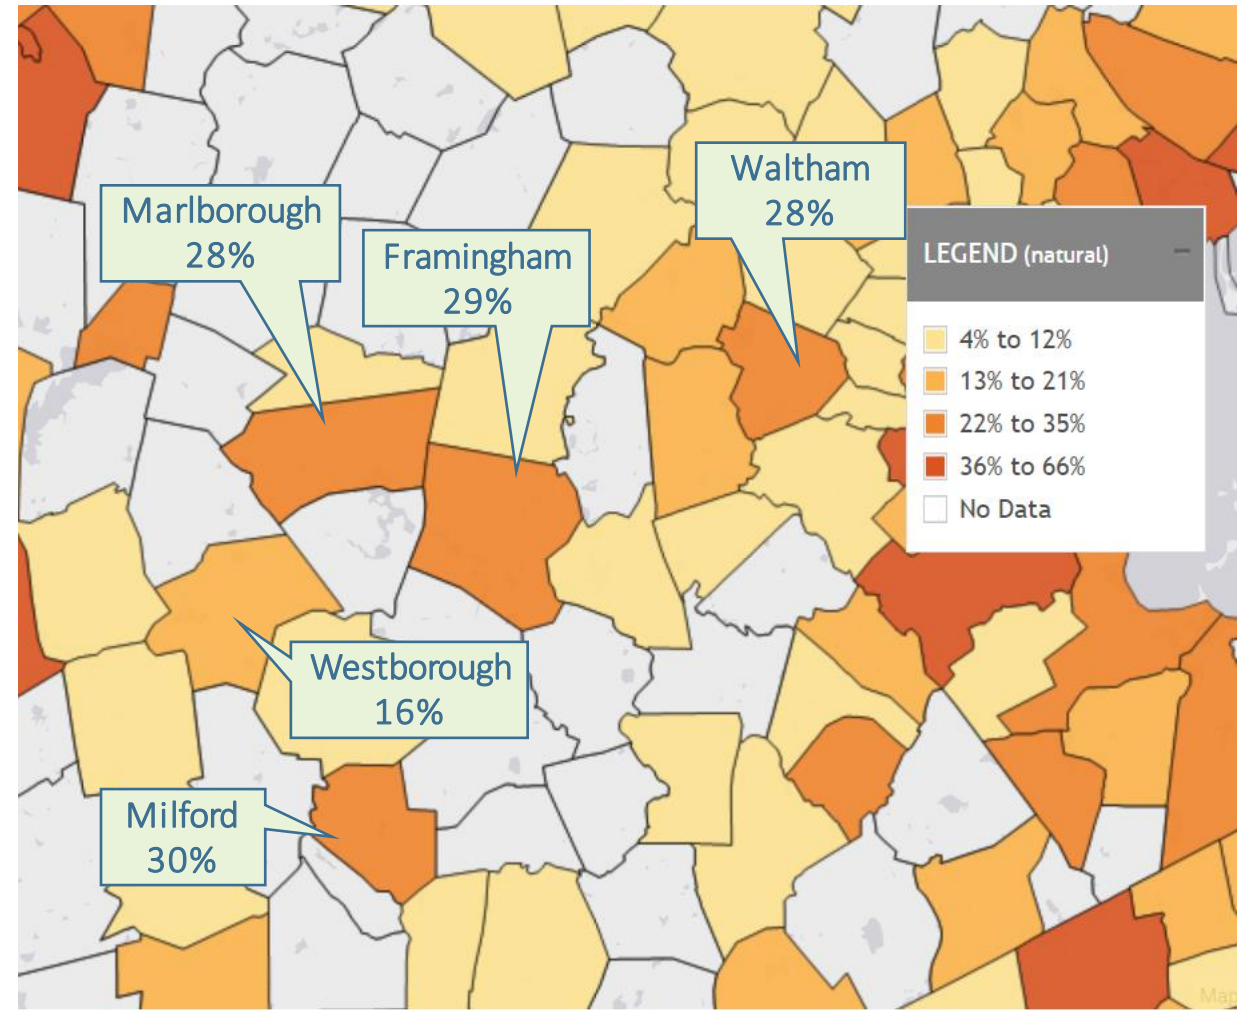 Marlborough
28%
Framingham
29%
Waltham
28%
LEGEND (natural)
4% to 12%
13% to 21%
22% to 35%
36% to 66%
No Data
Westborough
16%
Milford
30%
Map